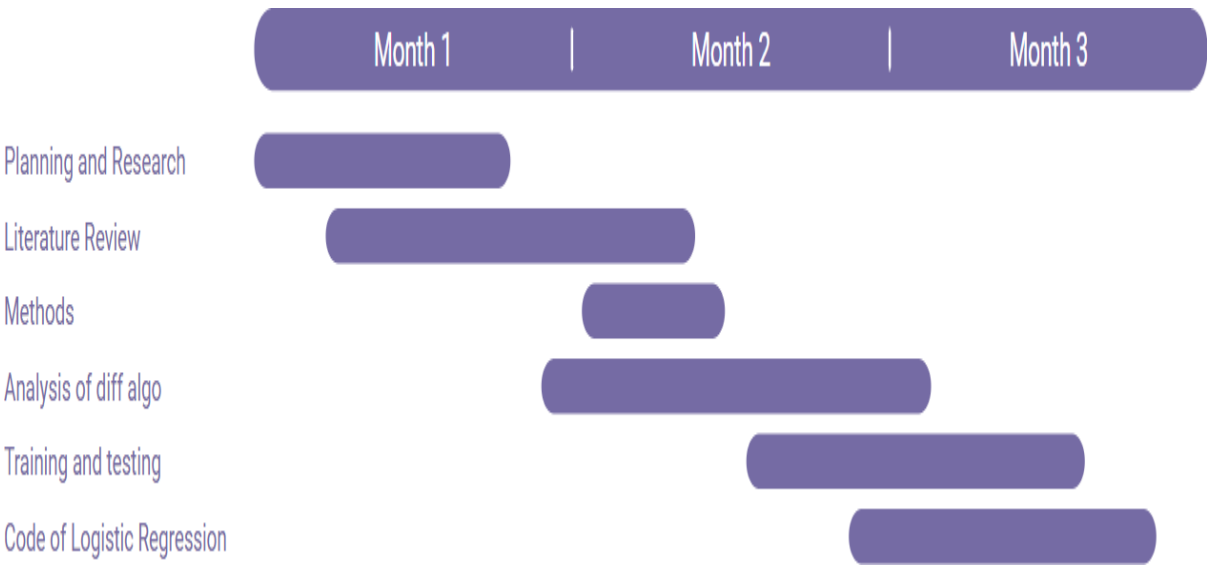 Month 1 | Month 2 | Month 3
Planning and Research
Literature Review
Methods
Analysis of diff algo
Training and testing
Code of Logistic Regression